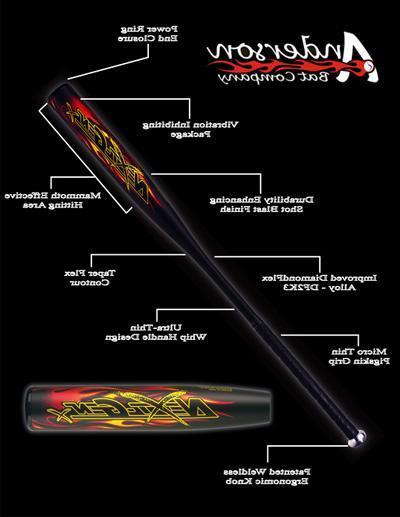 Anderson
Bat Company
Power Ring
End Closure
Vibration Inhibiting
Package
Mammoth Effective
Hitting Area
Durability Enhancing
Shot Blast Finish
Taper Flex
Contour
Improved DiamondFlex
Alloy - DF2K3
Ultra-Thin
Whip Handle Design
Micro Thin
Pigskin Grip
Patented Weldless
Ergonomic Knob